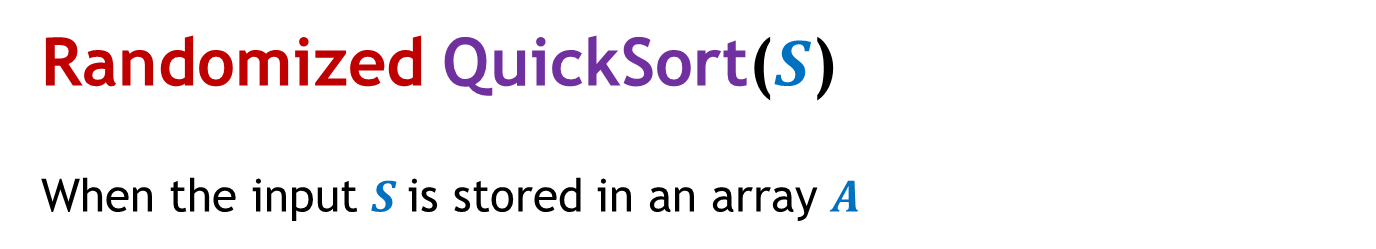 Randomized QuickSort(S)
When the input S is stored in an array A